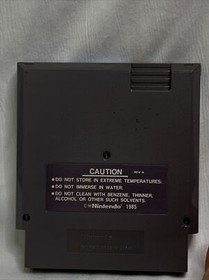 CAUTION
• DO NOT STORE IN EXTREME TEMPERATURES.
• DO NOT IMMERSE IN WATER.
• DO NOT CLEAN WITH BENZENE, THINNER,
ALCOHOL OR OTHER SUCH SOLVENTS.
©Nintendo 1985